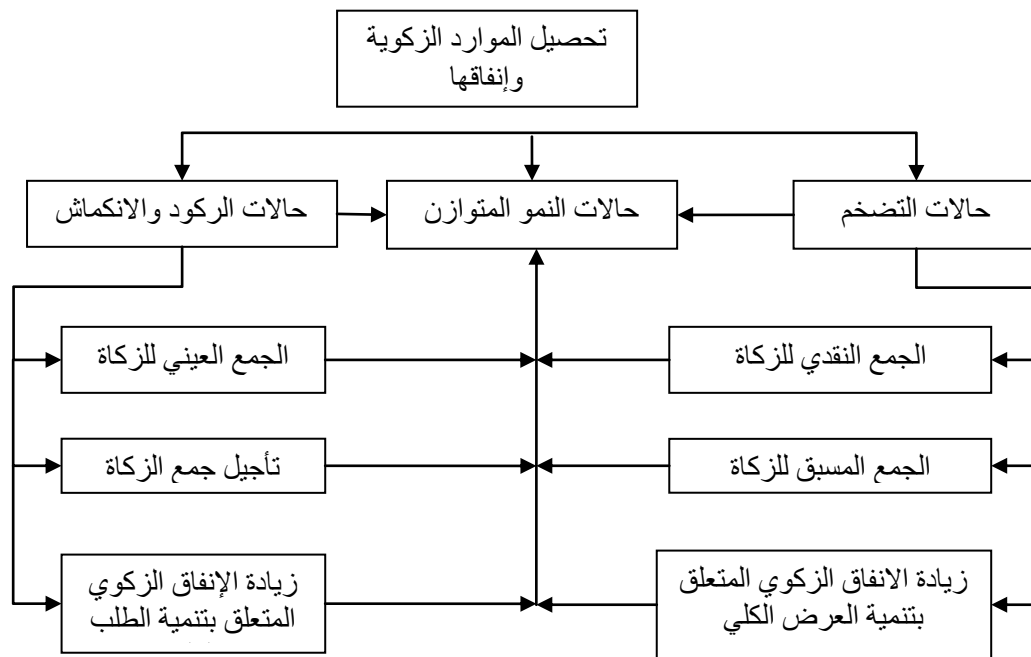 تحصيل الموارد الزكوية
وإنفاقها
حالات التضخم
حالات النمو المتوازن
حالات الركود والانكماش
الجمع النقدي للزكاة
الجمع العيني للزكاة
الجمع المسبق للزكاة
تأجيل جمع الزكاة
زيادة الانفاق الزكوي المتعلق
بتنمية العرض الكلي
زيادة الإنفاق الزكوي
المتعلق بتنمية الطلب